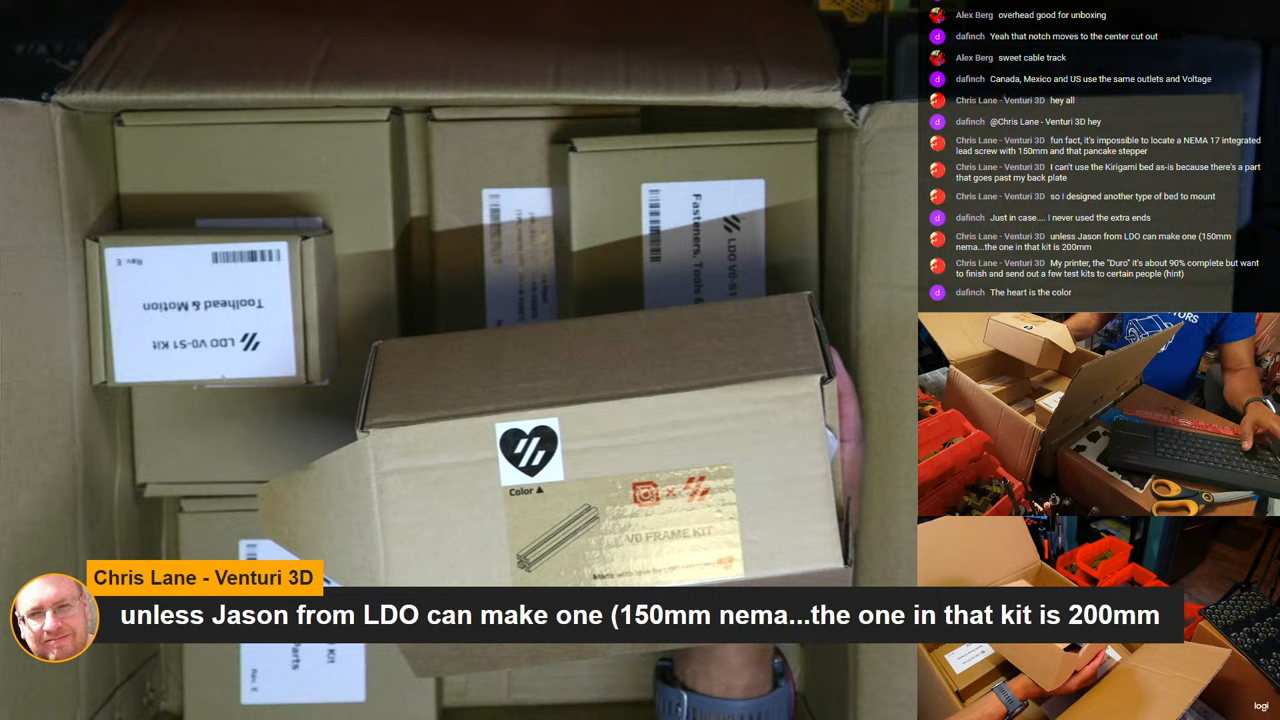 Alex Berg overhead good for unboxing
d dafinch Yeah that notch moves to the center cut out
Alex Berg sweet cable track
d dafinch Canada, Mexico and US use the same outlets and Voltage
Chris Lane - Venturi 3D hey all
d dafinch @Chris Lane - Venturi 3D hey
Chris Lane - Venturi 3D fun fact, it's impossible to locate a NEMA 17 integrated
lead screw with 150mm and that pancake stepper
Chris Lane - Venturi 3D I can't use the Kirigami bed as-is because there's a part
that goes past my back plate
Chris Lane - Venturi 3D so I designed another type of bed to mount
d dafinch Just in case.... I never used the extra ends
Chris Lane - Venturi 3D unless Jason from LDO can make one (150mm
nema...the one in that kit is 200mm
Chris Lane - Venturi 3D My printer, the "Duro" it's about 90% complete but want
to finish and send out a few test kits to certain people (hint)
d dafinch The heart is the color
LDO V0-S1 Kit
Toolhead & Motion
Rev. E
LDO V0-S1
Fasteners, Tools &
Color ▲
V0 FRAME KIT
Made with love by LDO
Kit
Parts
Rev. E
Chris Lane - Venturi 3D
unless Jason from LDO can make one (150mm nema...the one in that kit is 200mm
TORS
logi